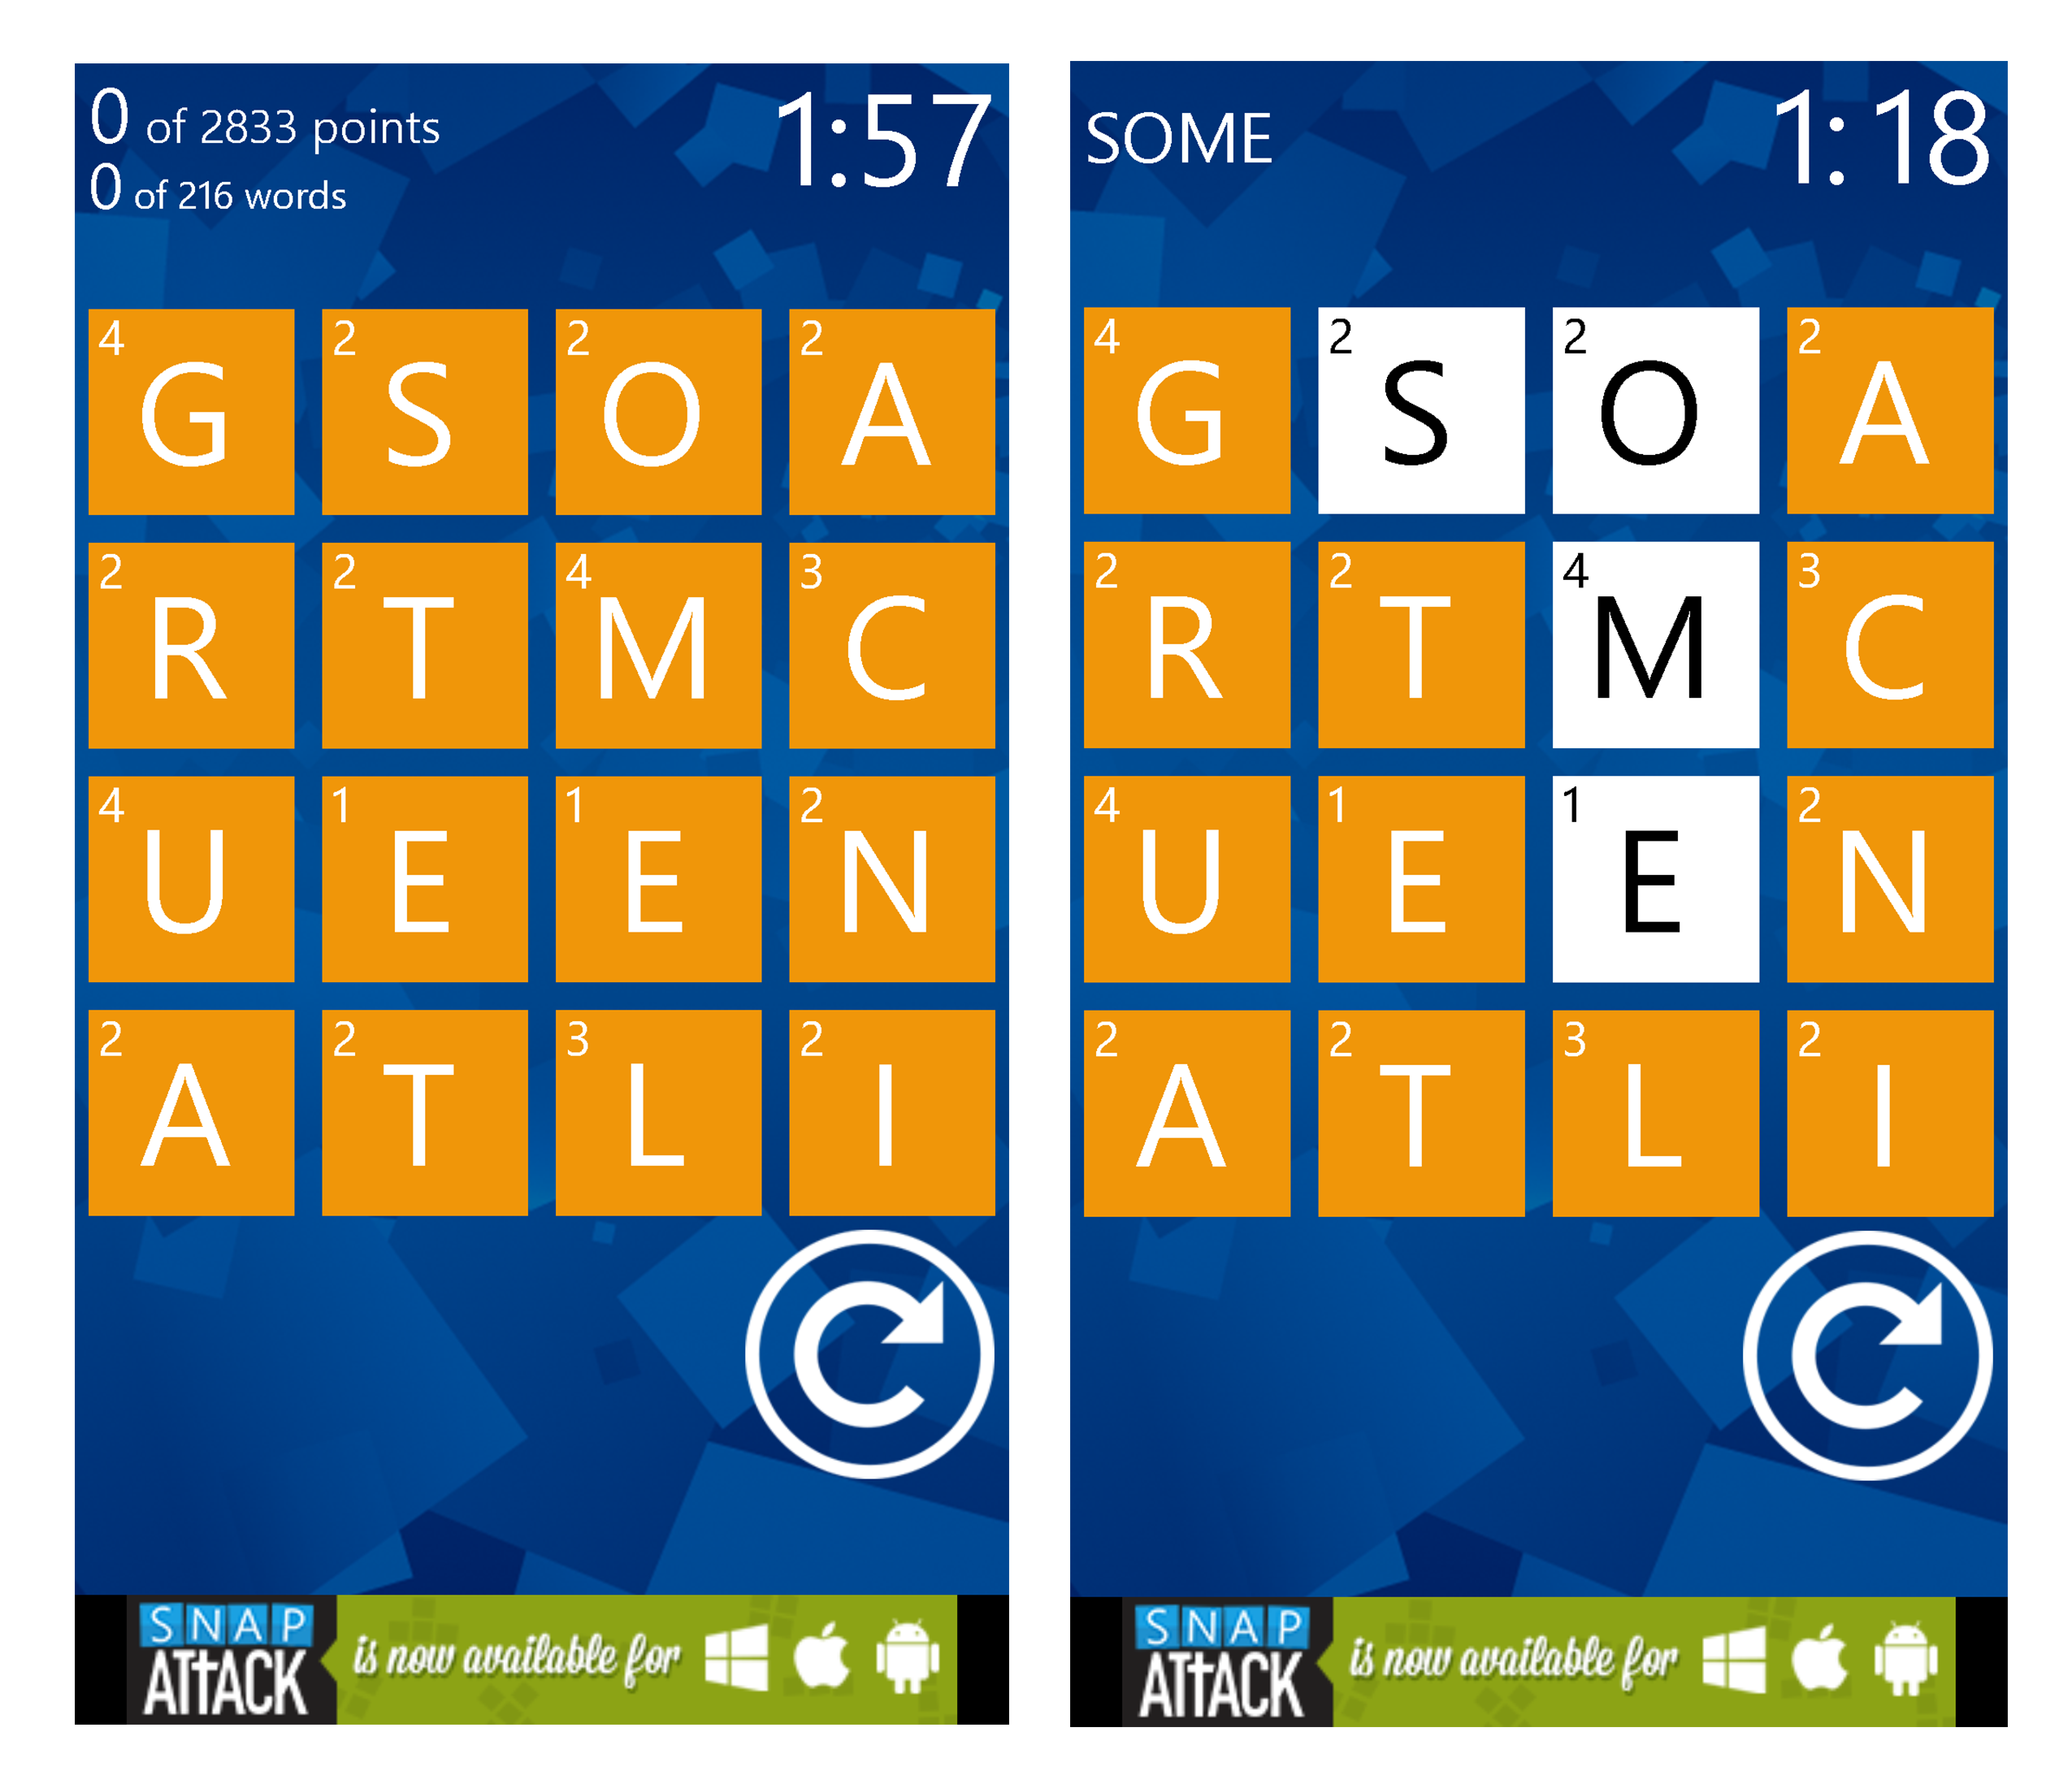 0 of 2833 points
0 of 216 words
1:57
4 G 2 S 2 O 2 A
2 R 2 T 4 M 3 C
4 U 1 E 1 E 2 N
2 A 2 T 3 L 2 I
SNAP
ATTACK
is now available for
SOME
1:18
4 G 2 S 2 O 2 A
2 R 2 T 4 M 3 C
4 U 1 E 1 E 2 N
2 A 2 T 3 L 2 I
SNAP
ATTACK
is now available for